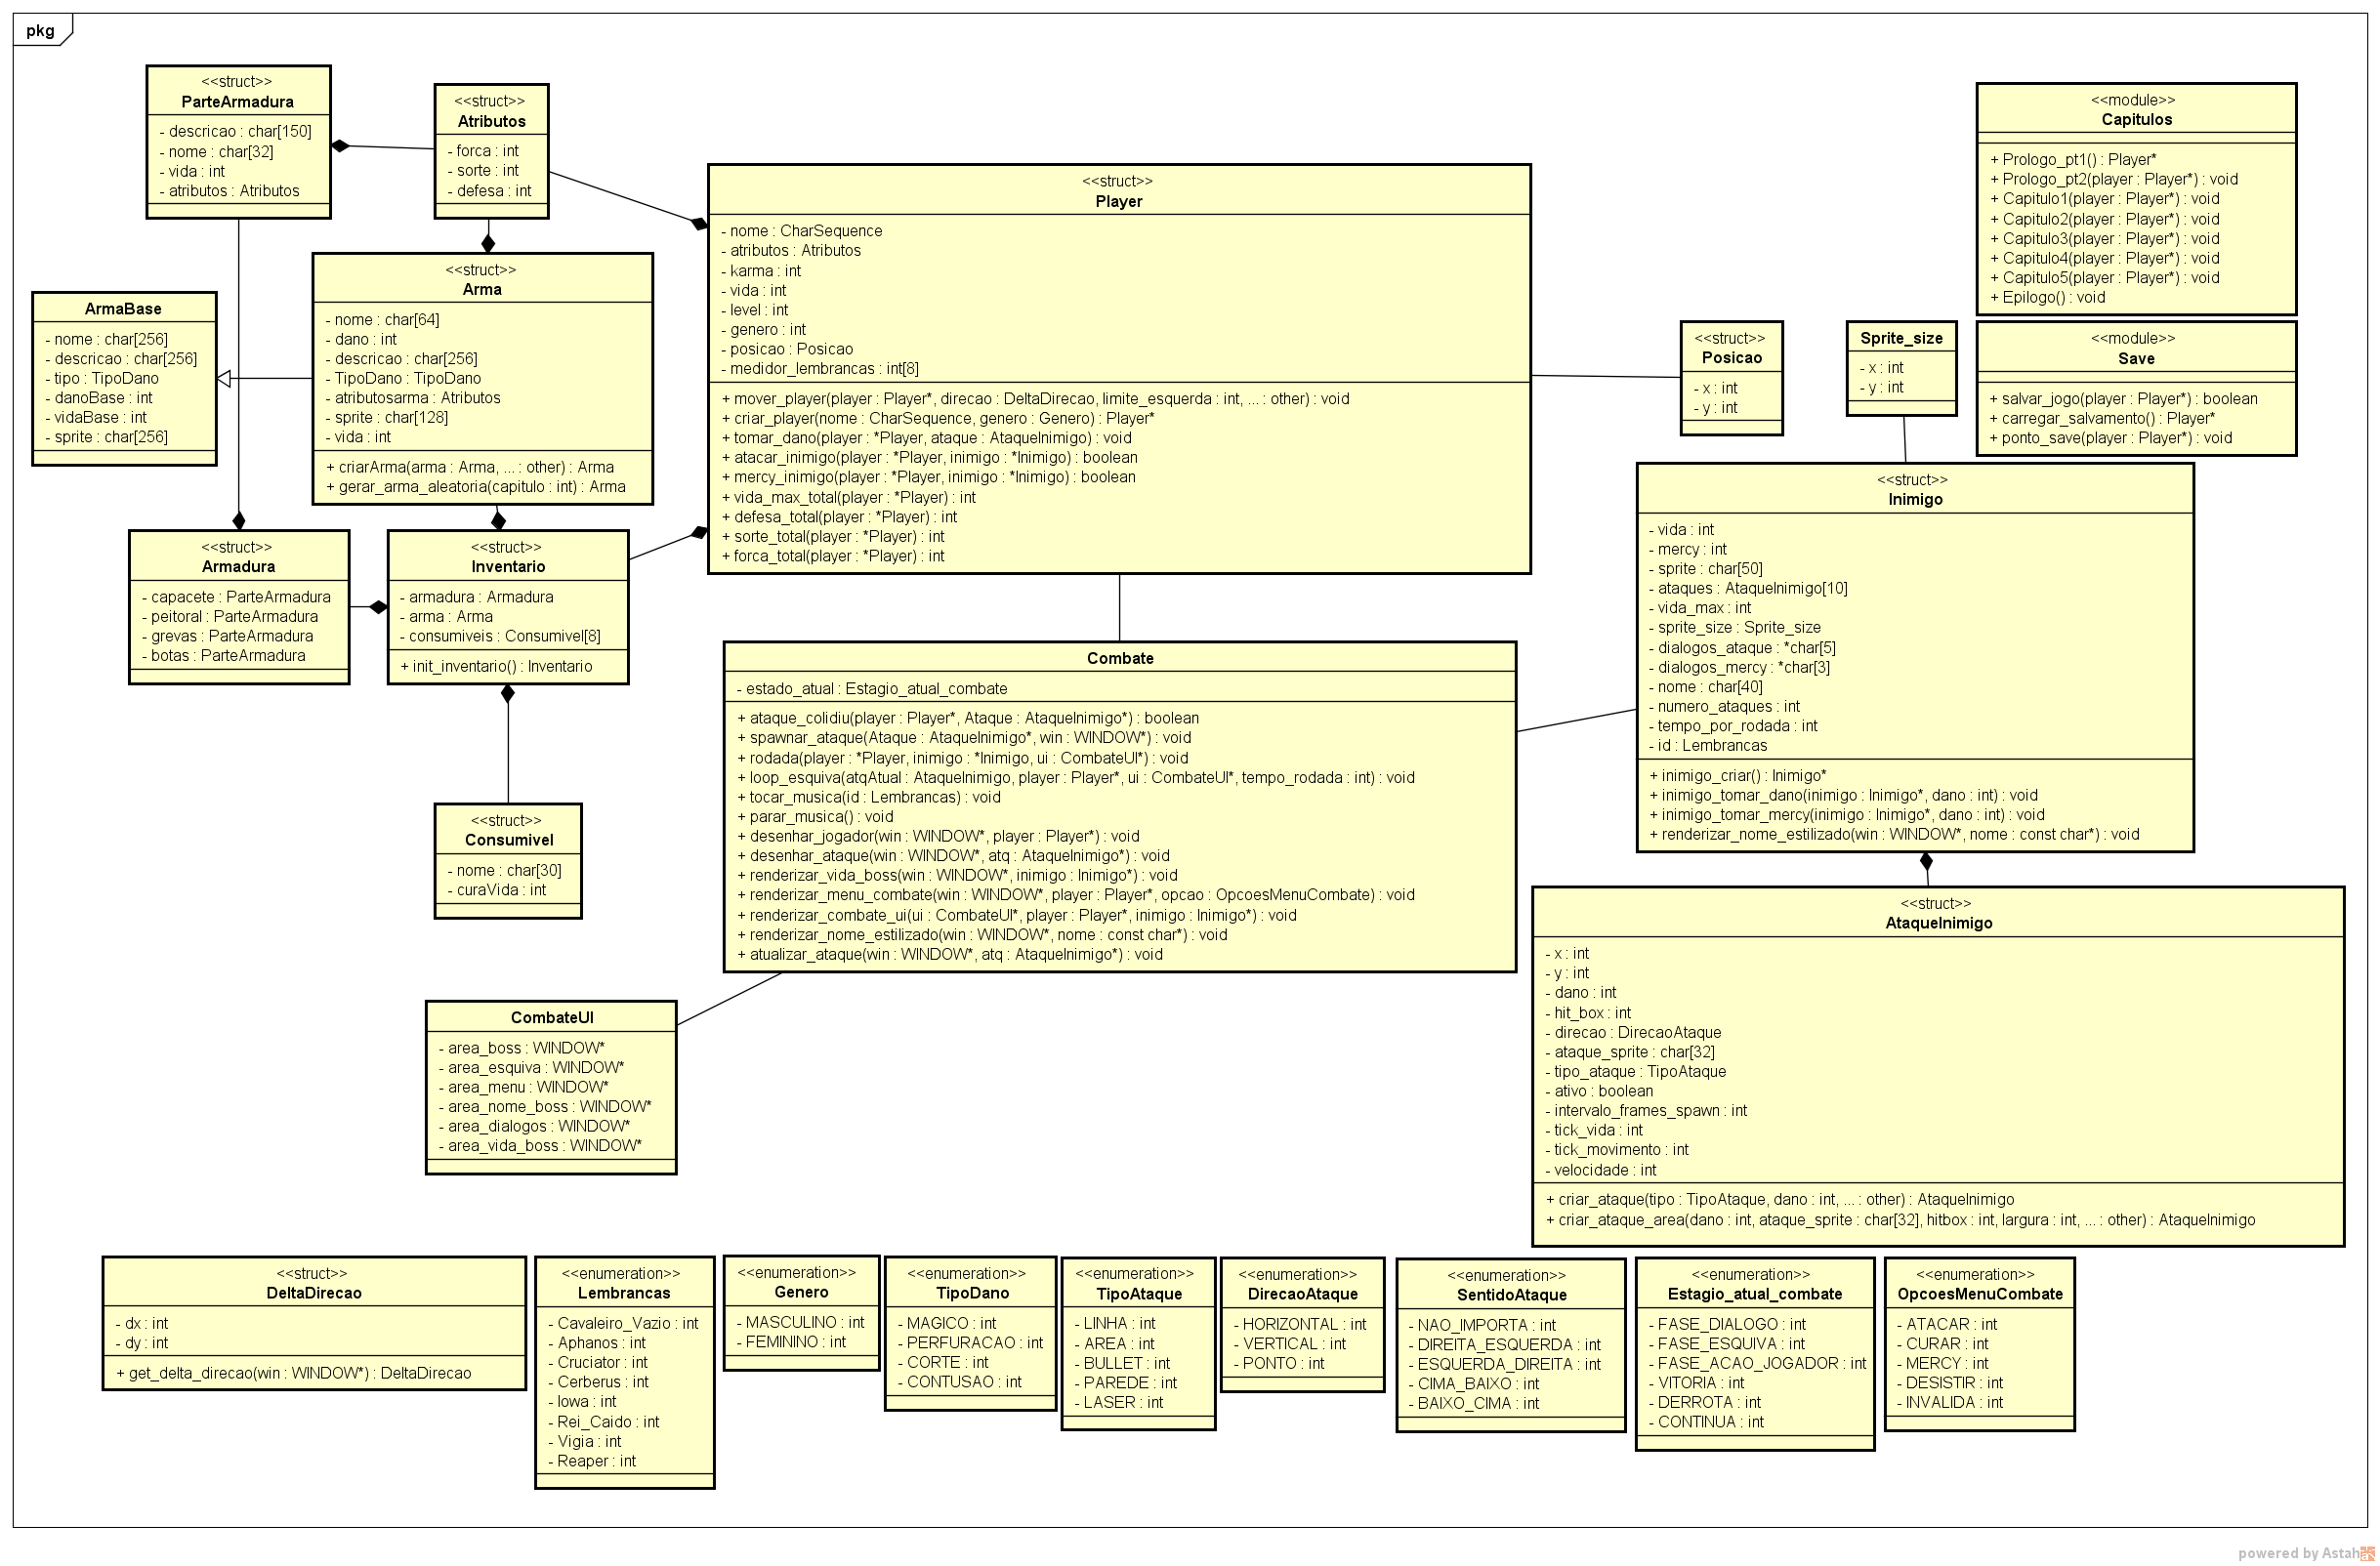 pkg
<<struct>>
ParteArmadura
- descricao : char[150]
- nome : char[32]
- vida : int
- atributos : Atributos
<<struct>>
Atributos
- forca : int
- sorte : int
- defesa : int
<<struct>>
Player
- nome : CharSequence
- atributos : Atributos
- karma : int
- vida : int
- level : int
- genero : int
- posicao : Posicao
- medidor_lembrancas : int[8]
+ mover_player(player : Player*, direcao : DeltaDirecao, limite_esquerda : int, ... : other) : void
+ criar_player(nome : CharSequence, genero : Genero) : Player*
+ tomar_dano(player : *Player, ataque : AtaqueInimigo) : void
+ atacar_inimigo(player : *Player, inimigo : *Inimigo) : boolean
+ mercy_inimigo(player : *Player, inimigo : *Inimigo) : boolean
+ vida_max_total(player : *Player) : int
+ defesa_total(player : *Player) : int
+ sorte_total(player : *Player) : int
+ forca_total(player : *Player) : int
<<module>>
Capitulos
+ Prologo_pt1() : Player*
+ Prologo_pt2(player : Player*) : void
+ Capitulo1(player : Player*) : void
+ Capitulo2(player : Player*) : void
+ Capitulo3(player : Player*) : void
+ Capitulo4(player : Player*) : void
+ Capitulo5(player : Player*) : void
+ Epilogo() : void
ArmaBase
- nome : char[256]
- descricao : char[256]
- tipo : TipoDano
- danoBase : int
- vidaBase : int
- sprite : char[256]
<<struct>>
Arma
- nome : char[64]
- dano : int
- descricao : char[256]
- TipoDano : TipoDano
- atributosarma : Atributos
- sprite : char[128]
- vida : int
+ criarArma(arma : Arma, ... : other) : Arma
+ gerar_arma_aleatoria(capitulo : int) : Arma
<<struct>>
Posicao
- x : int
- y : int
Sprite_size
- x : int
- y : int
<<module>>
Save
+ salvar_jogo(player : Player*) : boolean
+ carregar_salvamento() : Player*
+ ponto_save(player : Player*) : void
<<struct>>
Armadura
- capacete : ParteArmadura
- peitoral : ParteArmadura
- grevas : ParteArmadura
- botas : ParteArmadura
<<struct>>
Inventario
- armadura : Armadura
- arma : Arma
- consumiveis : Consumivel[8]
+ init_inventario() : Inventario
<<struct>>
Inimigo
- vida : int
- mercy : int
- sprite : char[50]
- ataques : AtaqueInimigo[10]
- vida_max : int
- sprite_size : Sprite_size
- dialogos_ataque : *char[5]
- dialogos_mercy : *char[3]
- nome : char[40]
- numero_ataques : int
- tempo_por_rodada : int
- id : Lembrancas
+ inimigo_criar() : Inimigo*
+ inimigo_tomar_dano(inimigo : Inimigo*, dano : int) : void
+ inimigo_tomar_mercy(inimigo : Inimigo*, dano : int) : void
+ renderizar_nome_estilizado(win : WINDOW*, nome : const char*) : void
Combate
- estado_atual : Estagio_atual_combate
+ ataque_colidiu(player : Player*, Ataque : AtaqueInimigo*) : boolean
+ spawnar_ataque(Ataque : AtaqueInimigo*, win : WINDOW*) : void
+ rodada(player : *Player, inimigo : *Inimigo, ui : CombateUI*) : void
+ loop_esquiva(atqAtual : AtaqueInimigo, player : Player*, ui : CombateUI*, tempo_rodada : int) : void
+ tocar_musica(id : Lembrancas) : void
+ parar_musica() : void
+ desenhar_jogador(win : WINDOW*, player : Player*) : void
+ desenhar_ataque(win : WINDOW*, atq : AtaqueInimigo*) : void
+ renderizar_vida_boss(win : WINDOW*, inimigo : Inimigo*) : void
+ renderizar_menu_combate(win : WINDOW*, player : Player*, opcao : OpcoesMenuCombate) : void
+ renderizar_combate_ui(ui : CombateUI*, player : Player*, inimigo : Inimigo*) : void
+ renderizar_nome_estilizado(win : WINDOW*, nome : const char*) : void
+ atualizar_ataque(win : WINDOW*, atq : AtaqueInimigo*) : void
<<struct>>
Consumivel
- nome : char[30]
- curaVida : int
<<struct>>
AtaqueInimigo
- x : int
- y : int
- dano : int
- hit_box : int
- direcao : DirecaoAtaque
- ataque_sprite : char[32]
- tipo_ataque : TipoAtaque
- ativo : boolean
- intervalo_frames_spawn : int
- tick_vida : int
- tick_movimento : int
- velocidade : int
+ criar_ataque(tipo : TipoAtaque, dano : int, ... : other) : AtaqueInimigo
+ criar_ataque_area(dano : int, ataque_sprite : char[32], hitbox : int, largura : int, ... : other) : AtaqueInimigo
CombateUI
- area_boss : WINDOW*
- area_esquiva : WINDOW*
- area_menu : WINDOW*
- area_nome_boss : WINDOW*
- area_dialogos : WINDOW*
- area_vida_boss : WINDOW*
<<struct>>
DeltaDirecao
- dx : int
- dy : int
+ get_delta_direcao(win : WINDOW*) : DeltaDirecao
<<enumeration>>
Lembrancas
- Cavaleiro_Vazio : int
- Aphanos : int
- Cruciator : int
- Cerberus : int
- Iowa : int
- Rei_Caido : int
- Vigia : int
- Reaper : int
<<enumeration>>
Genero
- MASCULINO : int
- FEMININO : int
<<enumeration>>
TipoDano
- MAGICO : int
- PERFURACAO : int
- CORTE : int
- CONTUSAO : int
<<enumeration>>
TipoAtaque
- LINHA : int
- AREA : int
- BULLET : int
- PAREDE : int
- LASER : int
<<enumeration>>
DirecaoAtaque
- HORIZONTAL : int
- VERTICAL : int
- PONTO : int
<<enumeration>>
SentidoAtaque
- NAO_IMPORTA : int
- DIREITA_ESQUERDA : int
- ESQUERDA_DIREITA : int
- CIMA_BAIXO : int
- BAIXO_CIMA : int
<<enumeration>>
Estagio_atual_combate
- FASE_DIALOGO : int
- FASE_ESQUIVA : int
- FASE_ACAO_JOGADOR : int
- VITORIA : int
- DERROTA : int
- CONTINUA : int
<<enumeration>>
OpcoesMenuCombate
- ATACAR : int
- CURAR : int
- MERCY : int
- DESISTIR : int
- INVALIDA : int
powered by Astah